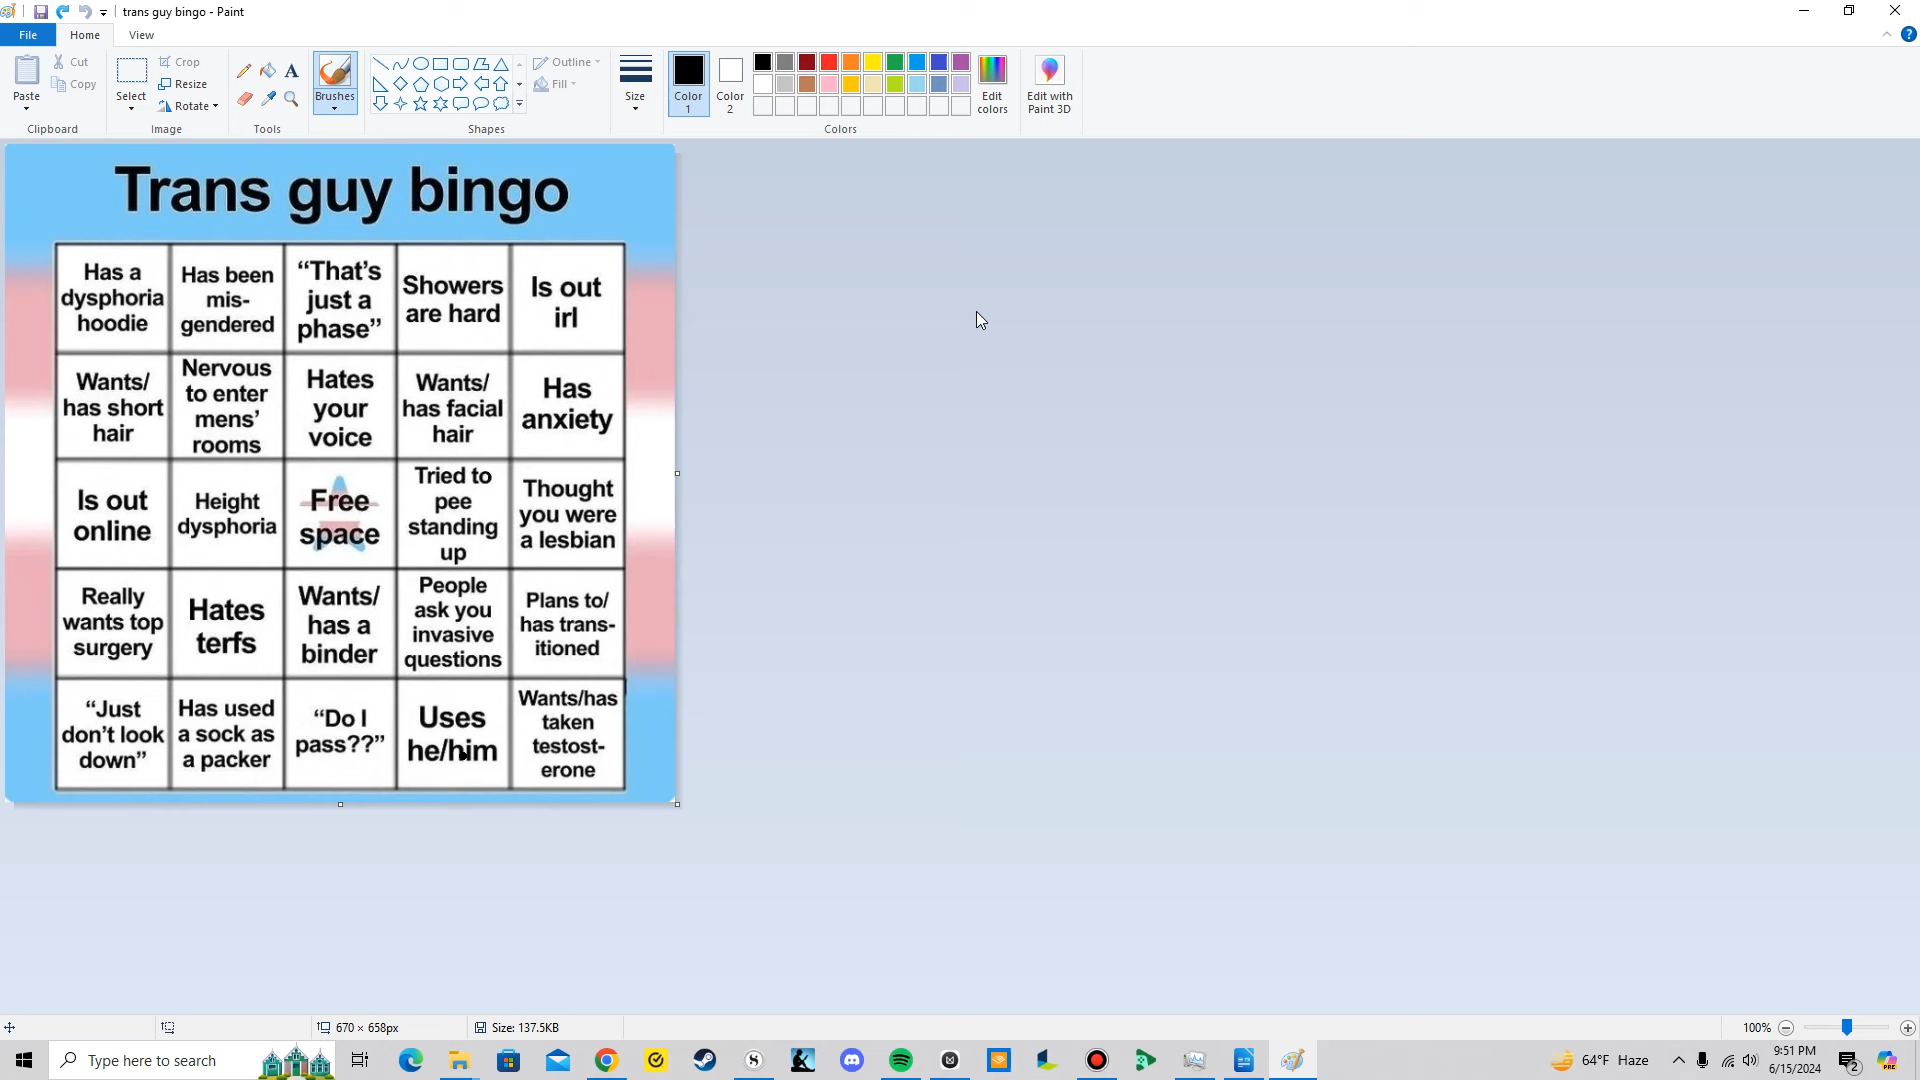 trans guy bingo - Paint
File Home View
Paste Cut Copy Clipboard
Select Crop Resize Rotate Image
Tools
Brushes
Outline Fill Shapes
Size
Color 1 Color 2 Edit colors Colors
Edit with Paint 3D
Trans guy bingo
Has a dysphoria hoodie
Has been mis-gendered
“That’s just a phase”
Showers are hard
Is out irl
Wants/ has short hair
Nervous to enter mens’ rooms
Hates your voice
Wants/ has facial hair
Has anxiety
Is out online
Height dysphoria
Free space
Tried to pee standing up
Thought you were a lesbian
Really wants top surgery
Hates terfs
Wants/ has a binder
People ask you invasive questions
Plans to/ has trans-itioned
“Just don’t look down”
Has used a sock as a packer
“Do I pass??”
Uses he/him
Wants/has taken testost-erone
670 × 658px
Size: 137.5KB
100%
Type here to search
64°F Haze
9:51 PM
6/15/2024
2
PRE